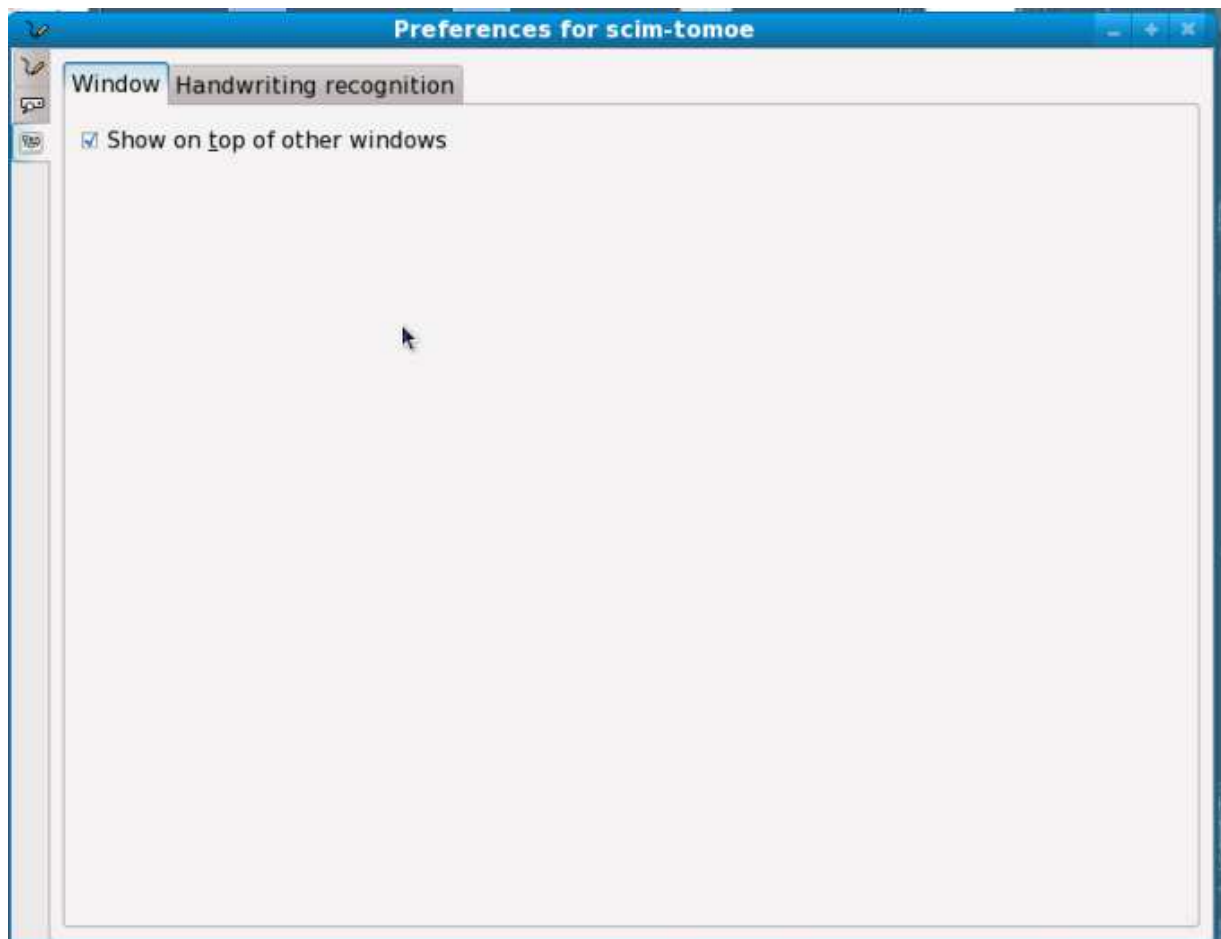 Preferences for scim-tomoe
Window Handwriting recognition
Show on top of other windows